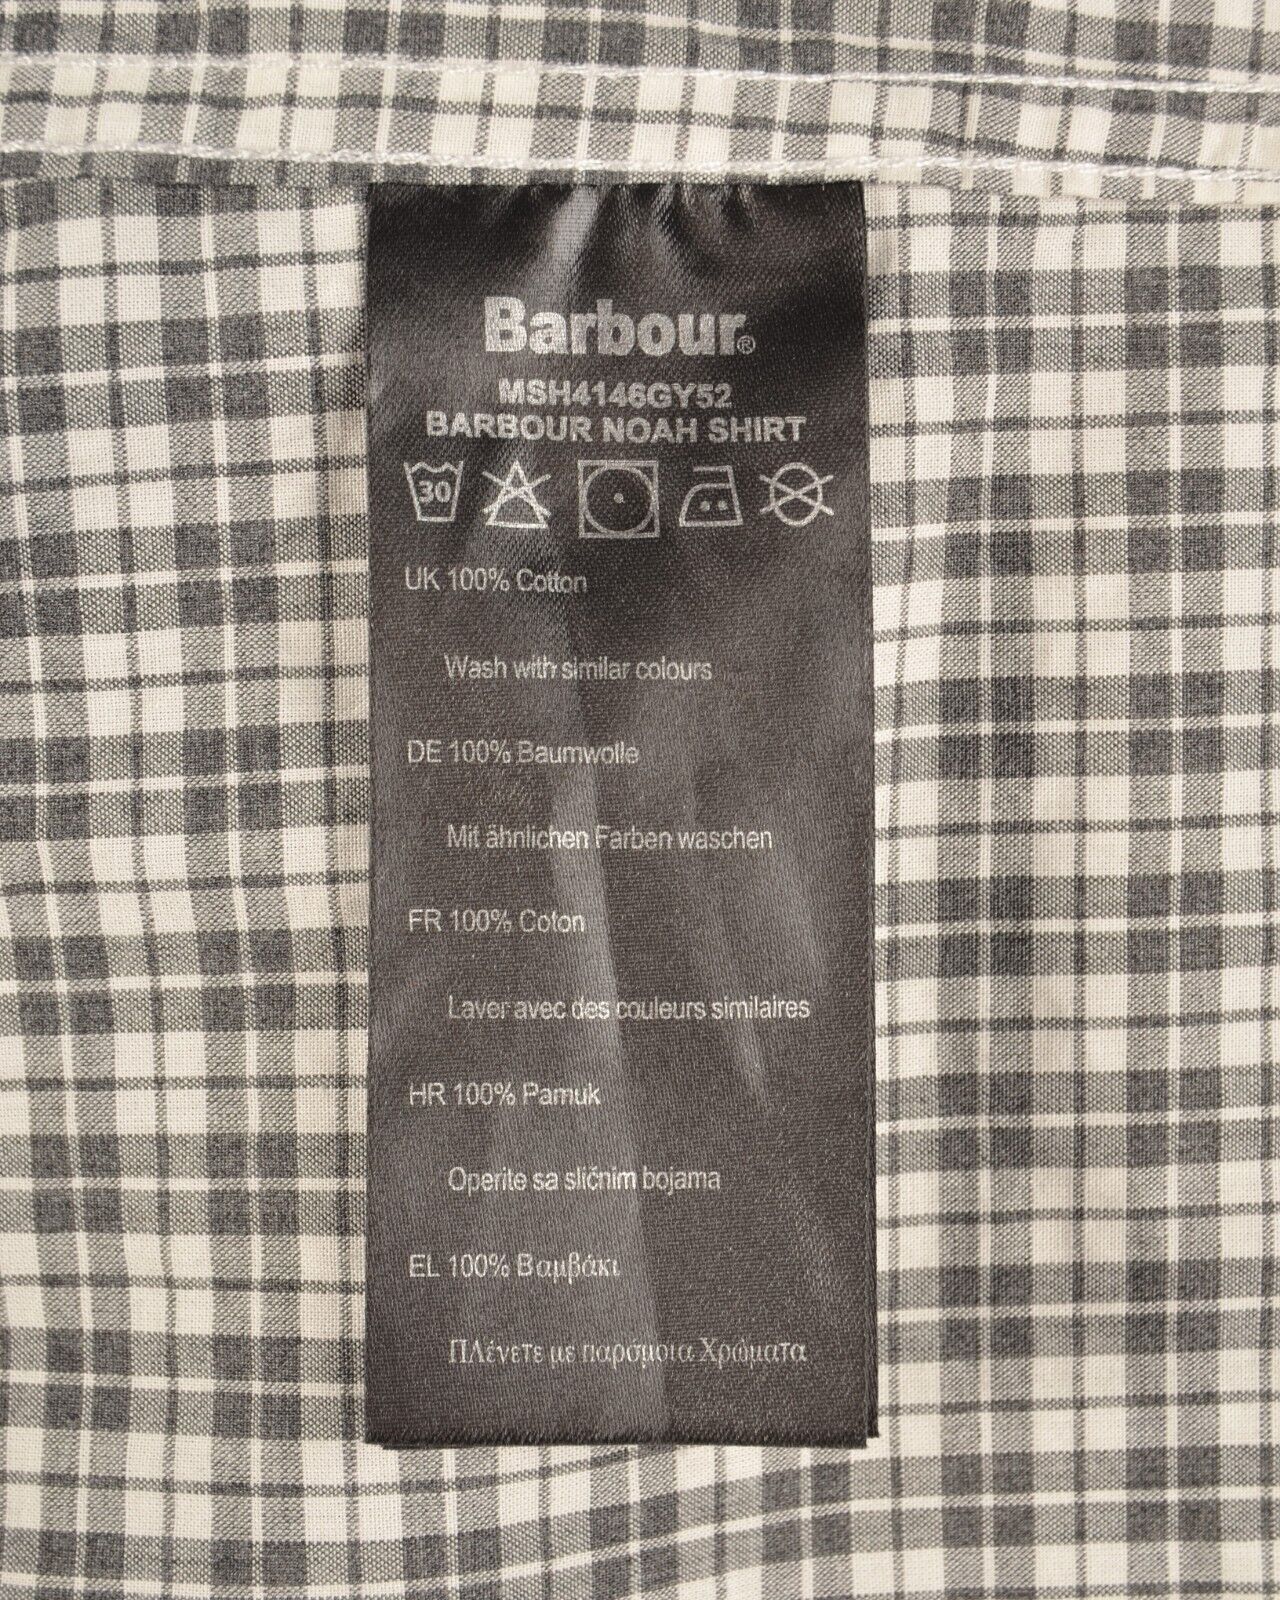 Barbour®
MSH4146GY52
BARBOUR NOAH SHIRT
30
UK 100% Cotton
Wash with similar colours
DE 100% Baumwolle
Mit ähnlichen Farben waschen
FR 100% Coton
Laver avec des couleurs similaires
HR 100% Pamuk
Operite sa sličnim bojama
EL 100% Βαμβάκι
Πλένετε με παρόμοια Χρώματα